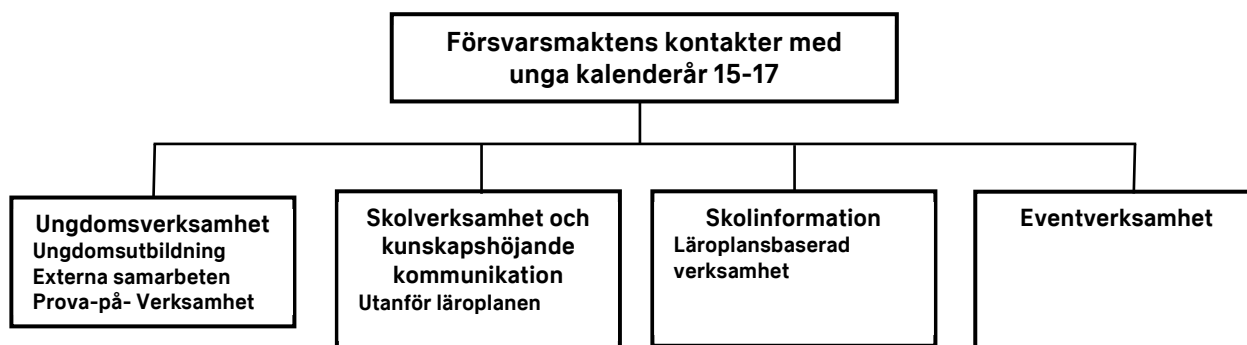 Försvarsmaktens kontakter med
unga kalenderår 15-17
Ungdomsverksamhet
Ungdomsutbildning
Externa samarbeten
Prova-på- Verksamhet
Skolverksamhet och
kunskapshöjande
kommunikation
Utanför läroplanen
Skolinformation
Läroplansbaserad
verksamhet
Eventverksamhet